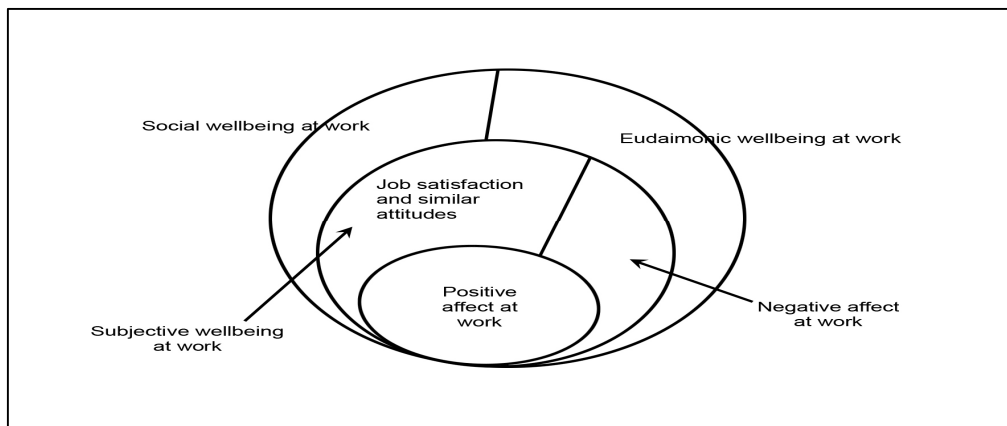 Social wellbeing at work
Eudaimonic wellbeing at work
Job satisfaction
and similar
attitudes
Positive
affect at
work
Subjective wellbeing
at work
Negative affect
at work